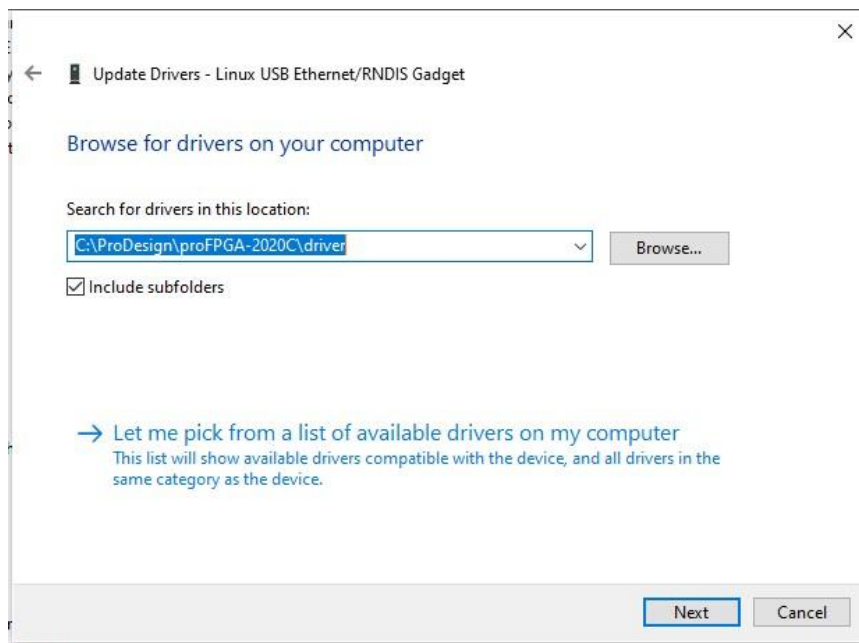 Update Drivers - Linux USB Ethernet/RNDIS Gadget
Browse for drivers on your computer
Search for drivers in this location:
C:\ProDesign\proFPGA-2020C\driver
Browse...
Include subfolders
Let me pick from a list of available drivers on my computer
This list will show available drivers compatible with the device, and all drivers in the
same category as the device.
Next
Cancel